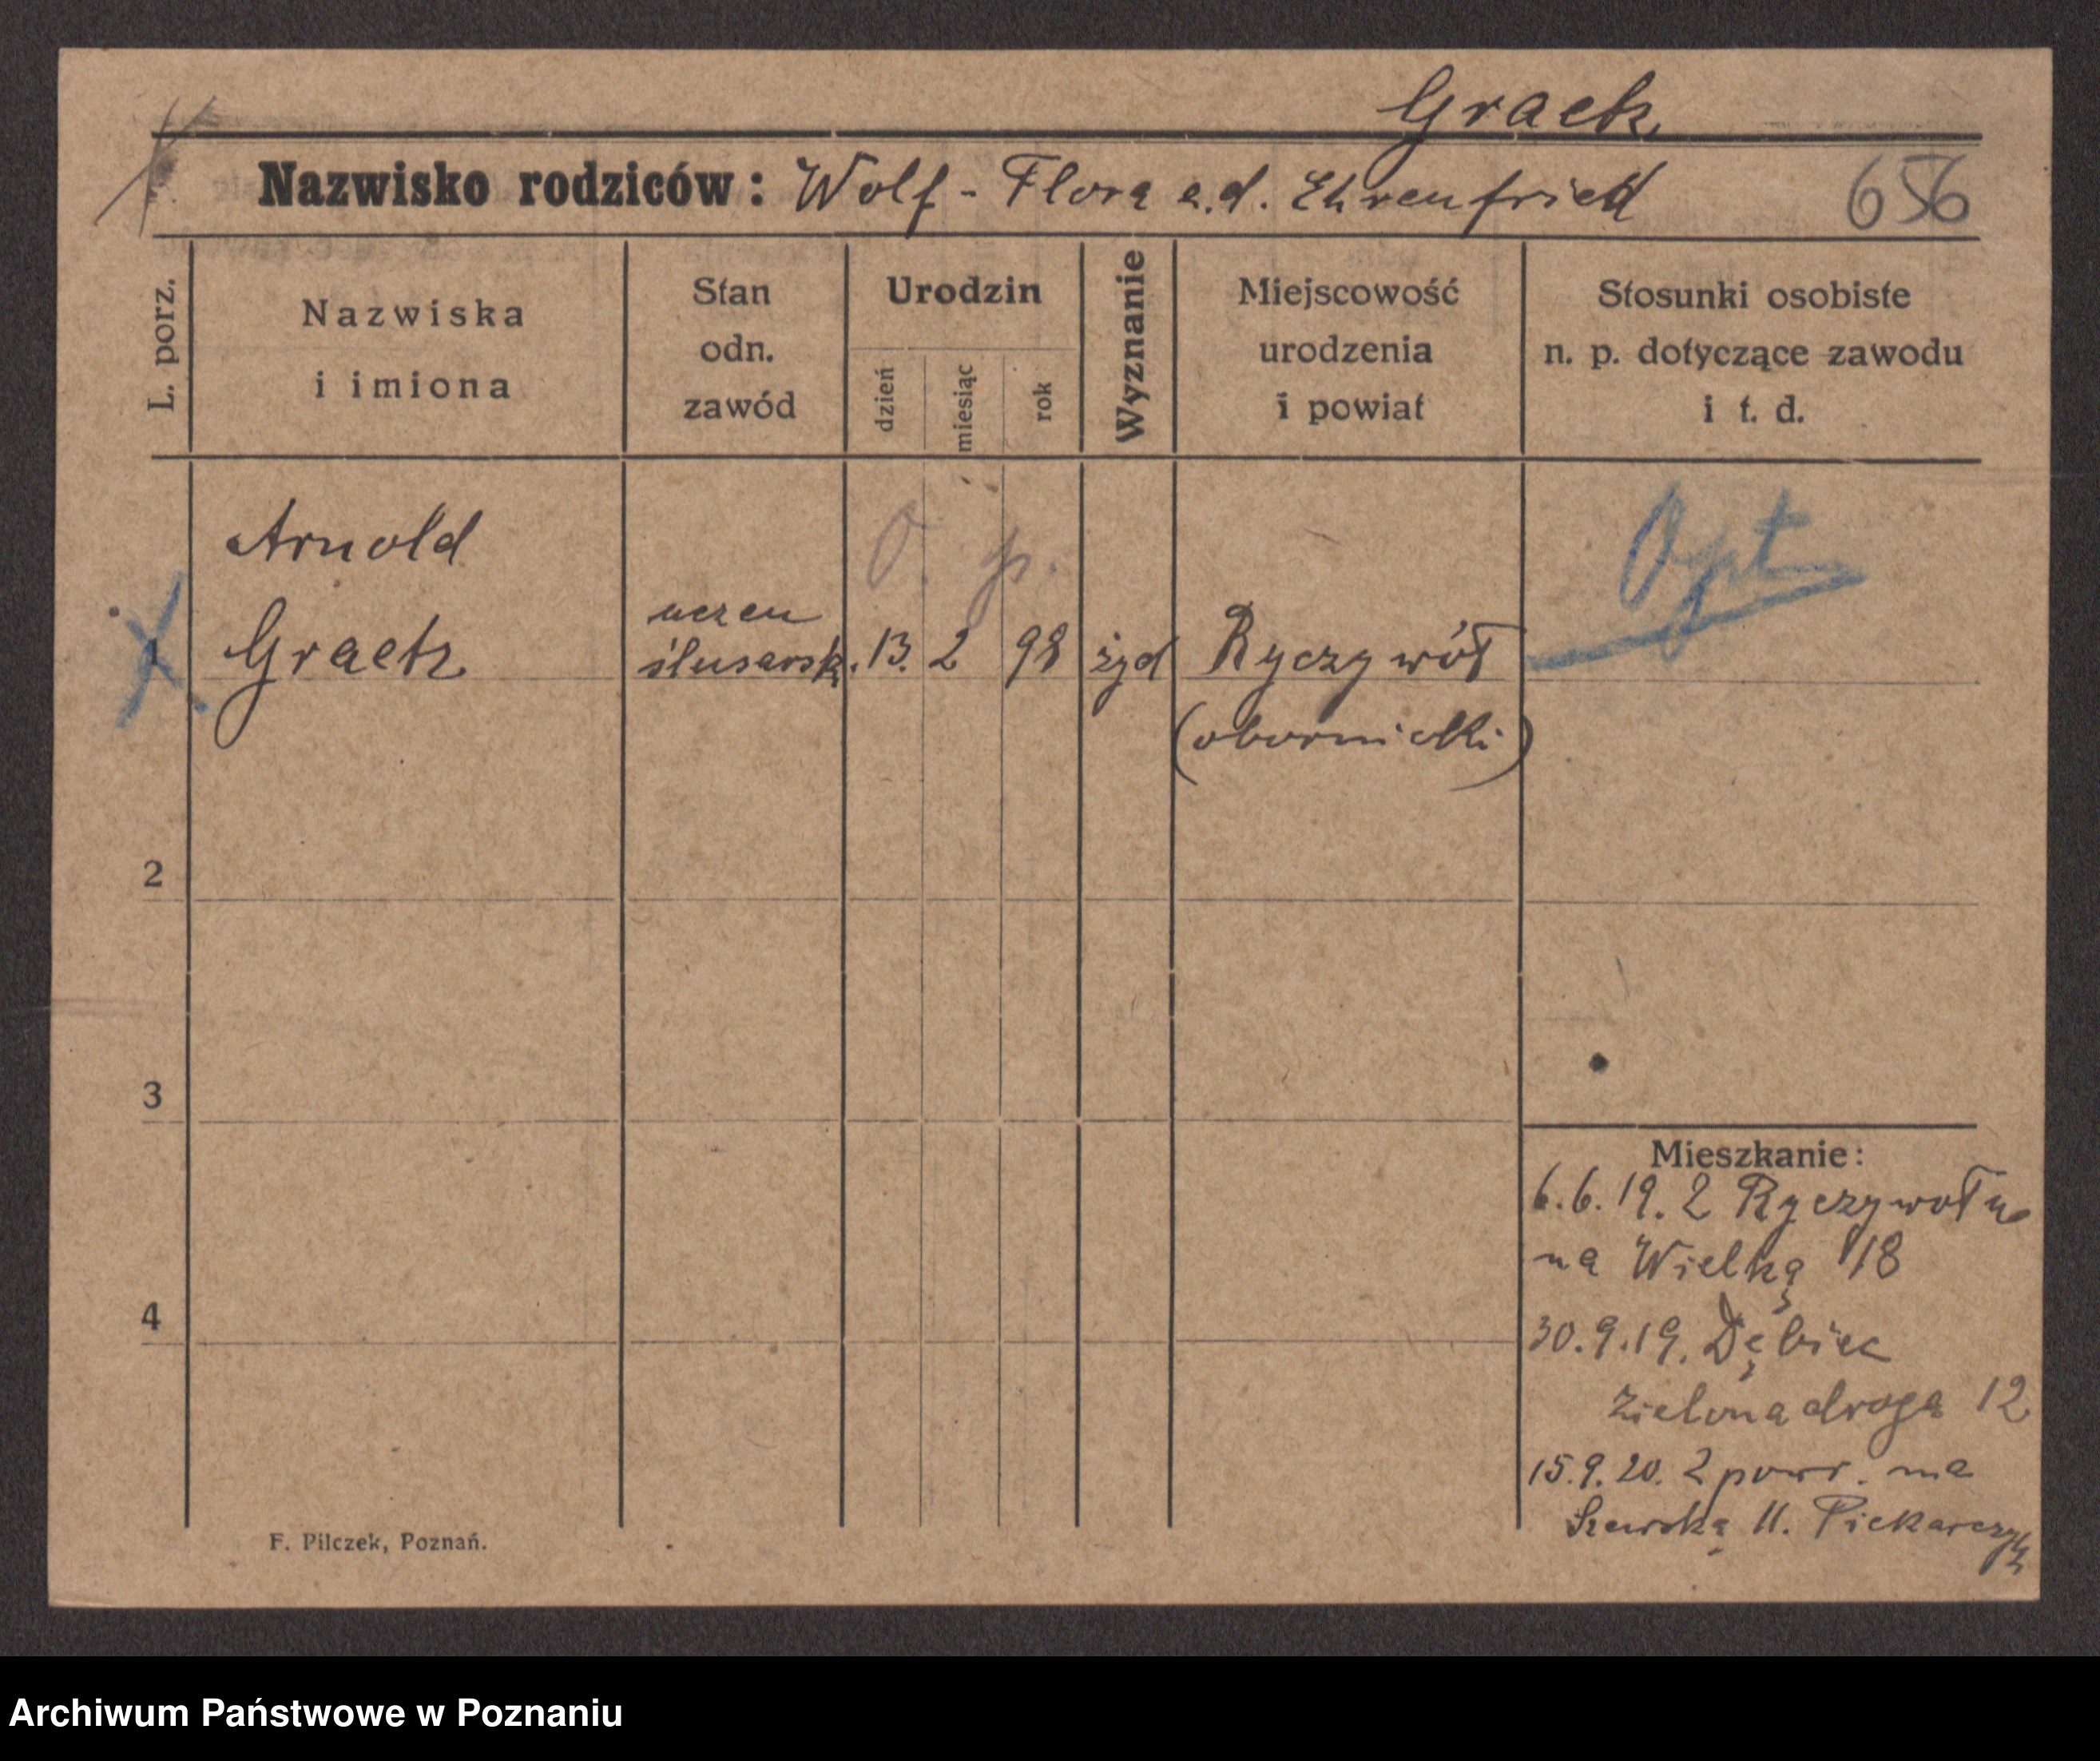 Graetz
Nazwisko rodziców: Wolf - Flora z.d. Ehrenfried
656
L. porz.
Nazwiska
i imiona
Stan
odn.
zawód
Urodzin
dzień
miesiąc
rok
Wyznanie
Miejscowość
urodzenia
i powiat
Stosunki osobiste
n. p. dotyczące zawodu
i t. d.
Arnold
O. p.
Opt
1 Graetz
uczeń
ślusarsk. 13. 2 98 żyd Ryczywół
(obornicki)
2
3
4
Mieszkanie:
6.6.19. z Ryczywołu
na Wielką 18
30.9.19. Dębiec
Zielona droga 12
15.9.20. z powr. na
Szewską 11. Piekarczyk
F. Pilczek, Poznań.
Archiwum Państwowe w Poznaniu